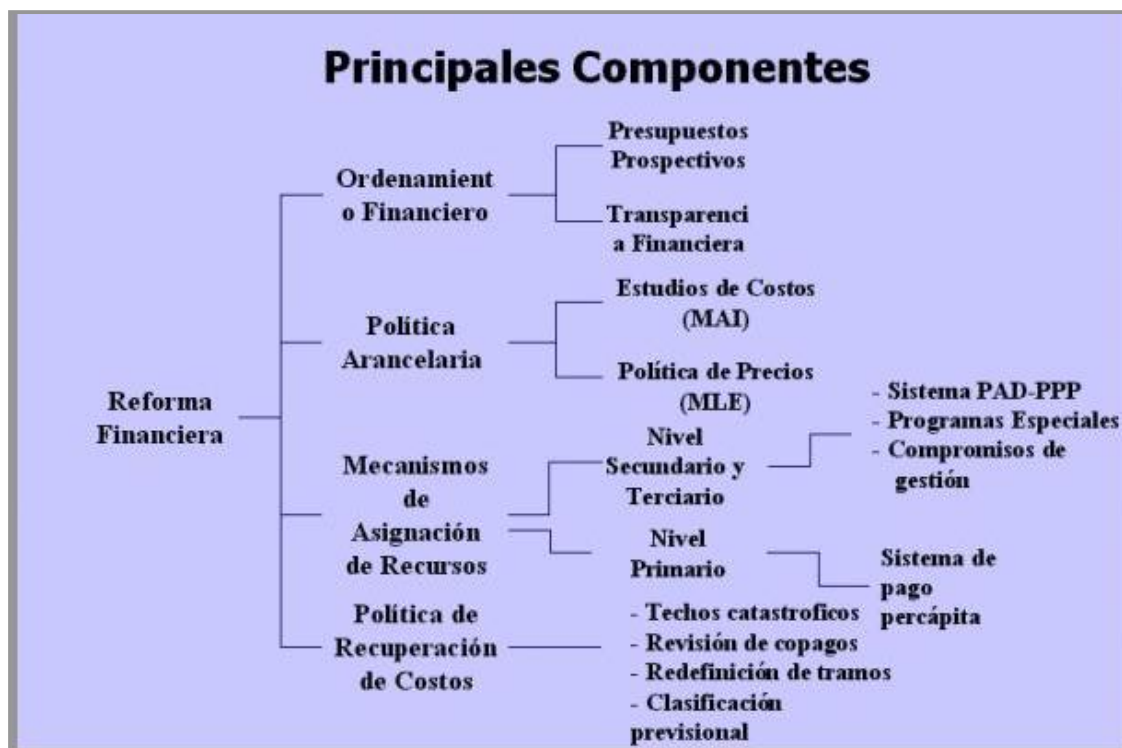 Principales Componentes
Presupuestos
Prospectivos
Ordenamient
o Financiero
Transparenci
a Financiera
Estudios de Costos
(MAI)
Política
Arancelaria
Política de Precios
(MLE)
Reforma
Financiera
- Sistema PAD-PPP
- Programas Especiales
- Compromisos de
gestión
Nivel
Secundario y
Terciario
Mecanismos
de
Asignación
de Recursos
Nivel
Primario
Sistema de
pago
percápita
Política de
Recuperación
de Costos
- Techos catastroficos
- Revisión de copagos
- Redefinición de tramos
- Clasificación
previsional